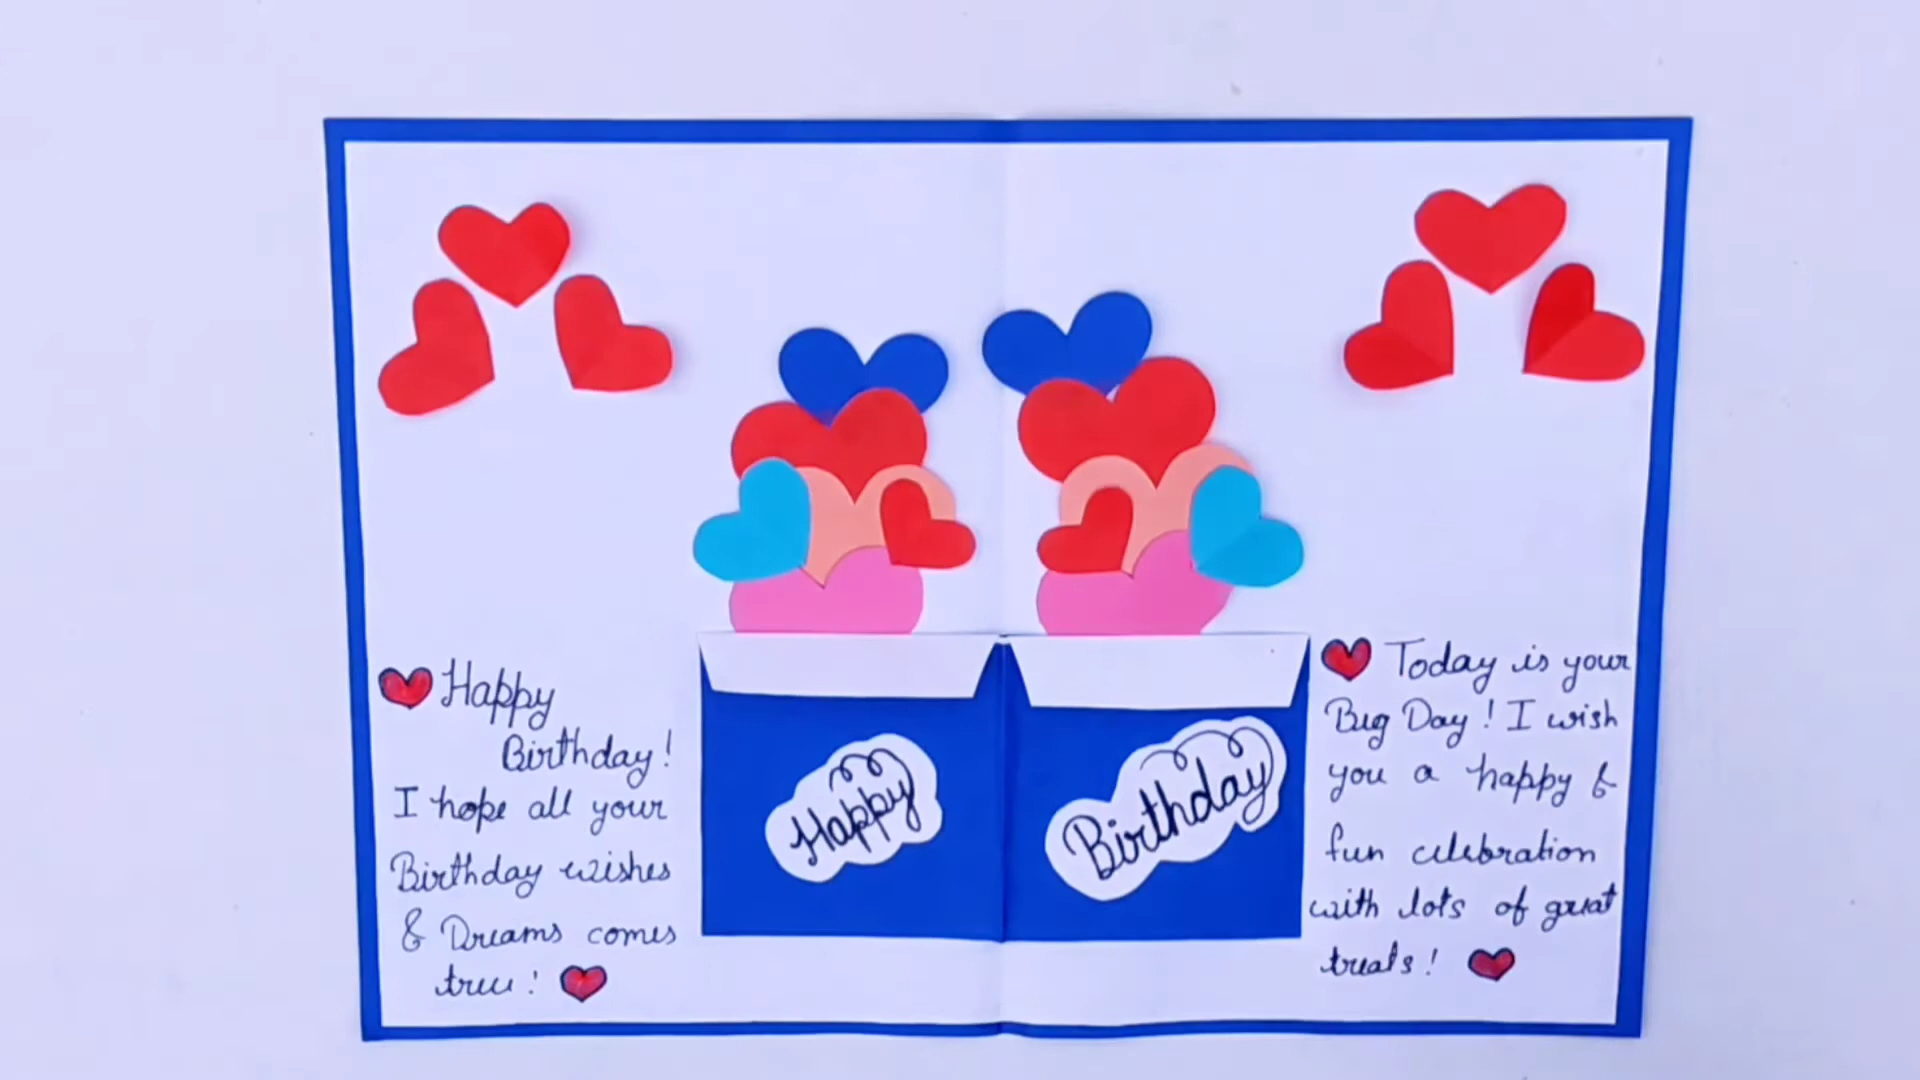 Happy
Birthday!
I hope all your
Birthday wishes
& Dreams comes
true!
Happy
Birthday
Today is your
Big Day! I wish
you a happy &
fun celebration
with lots of great
treats!